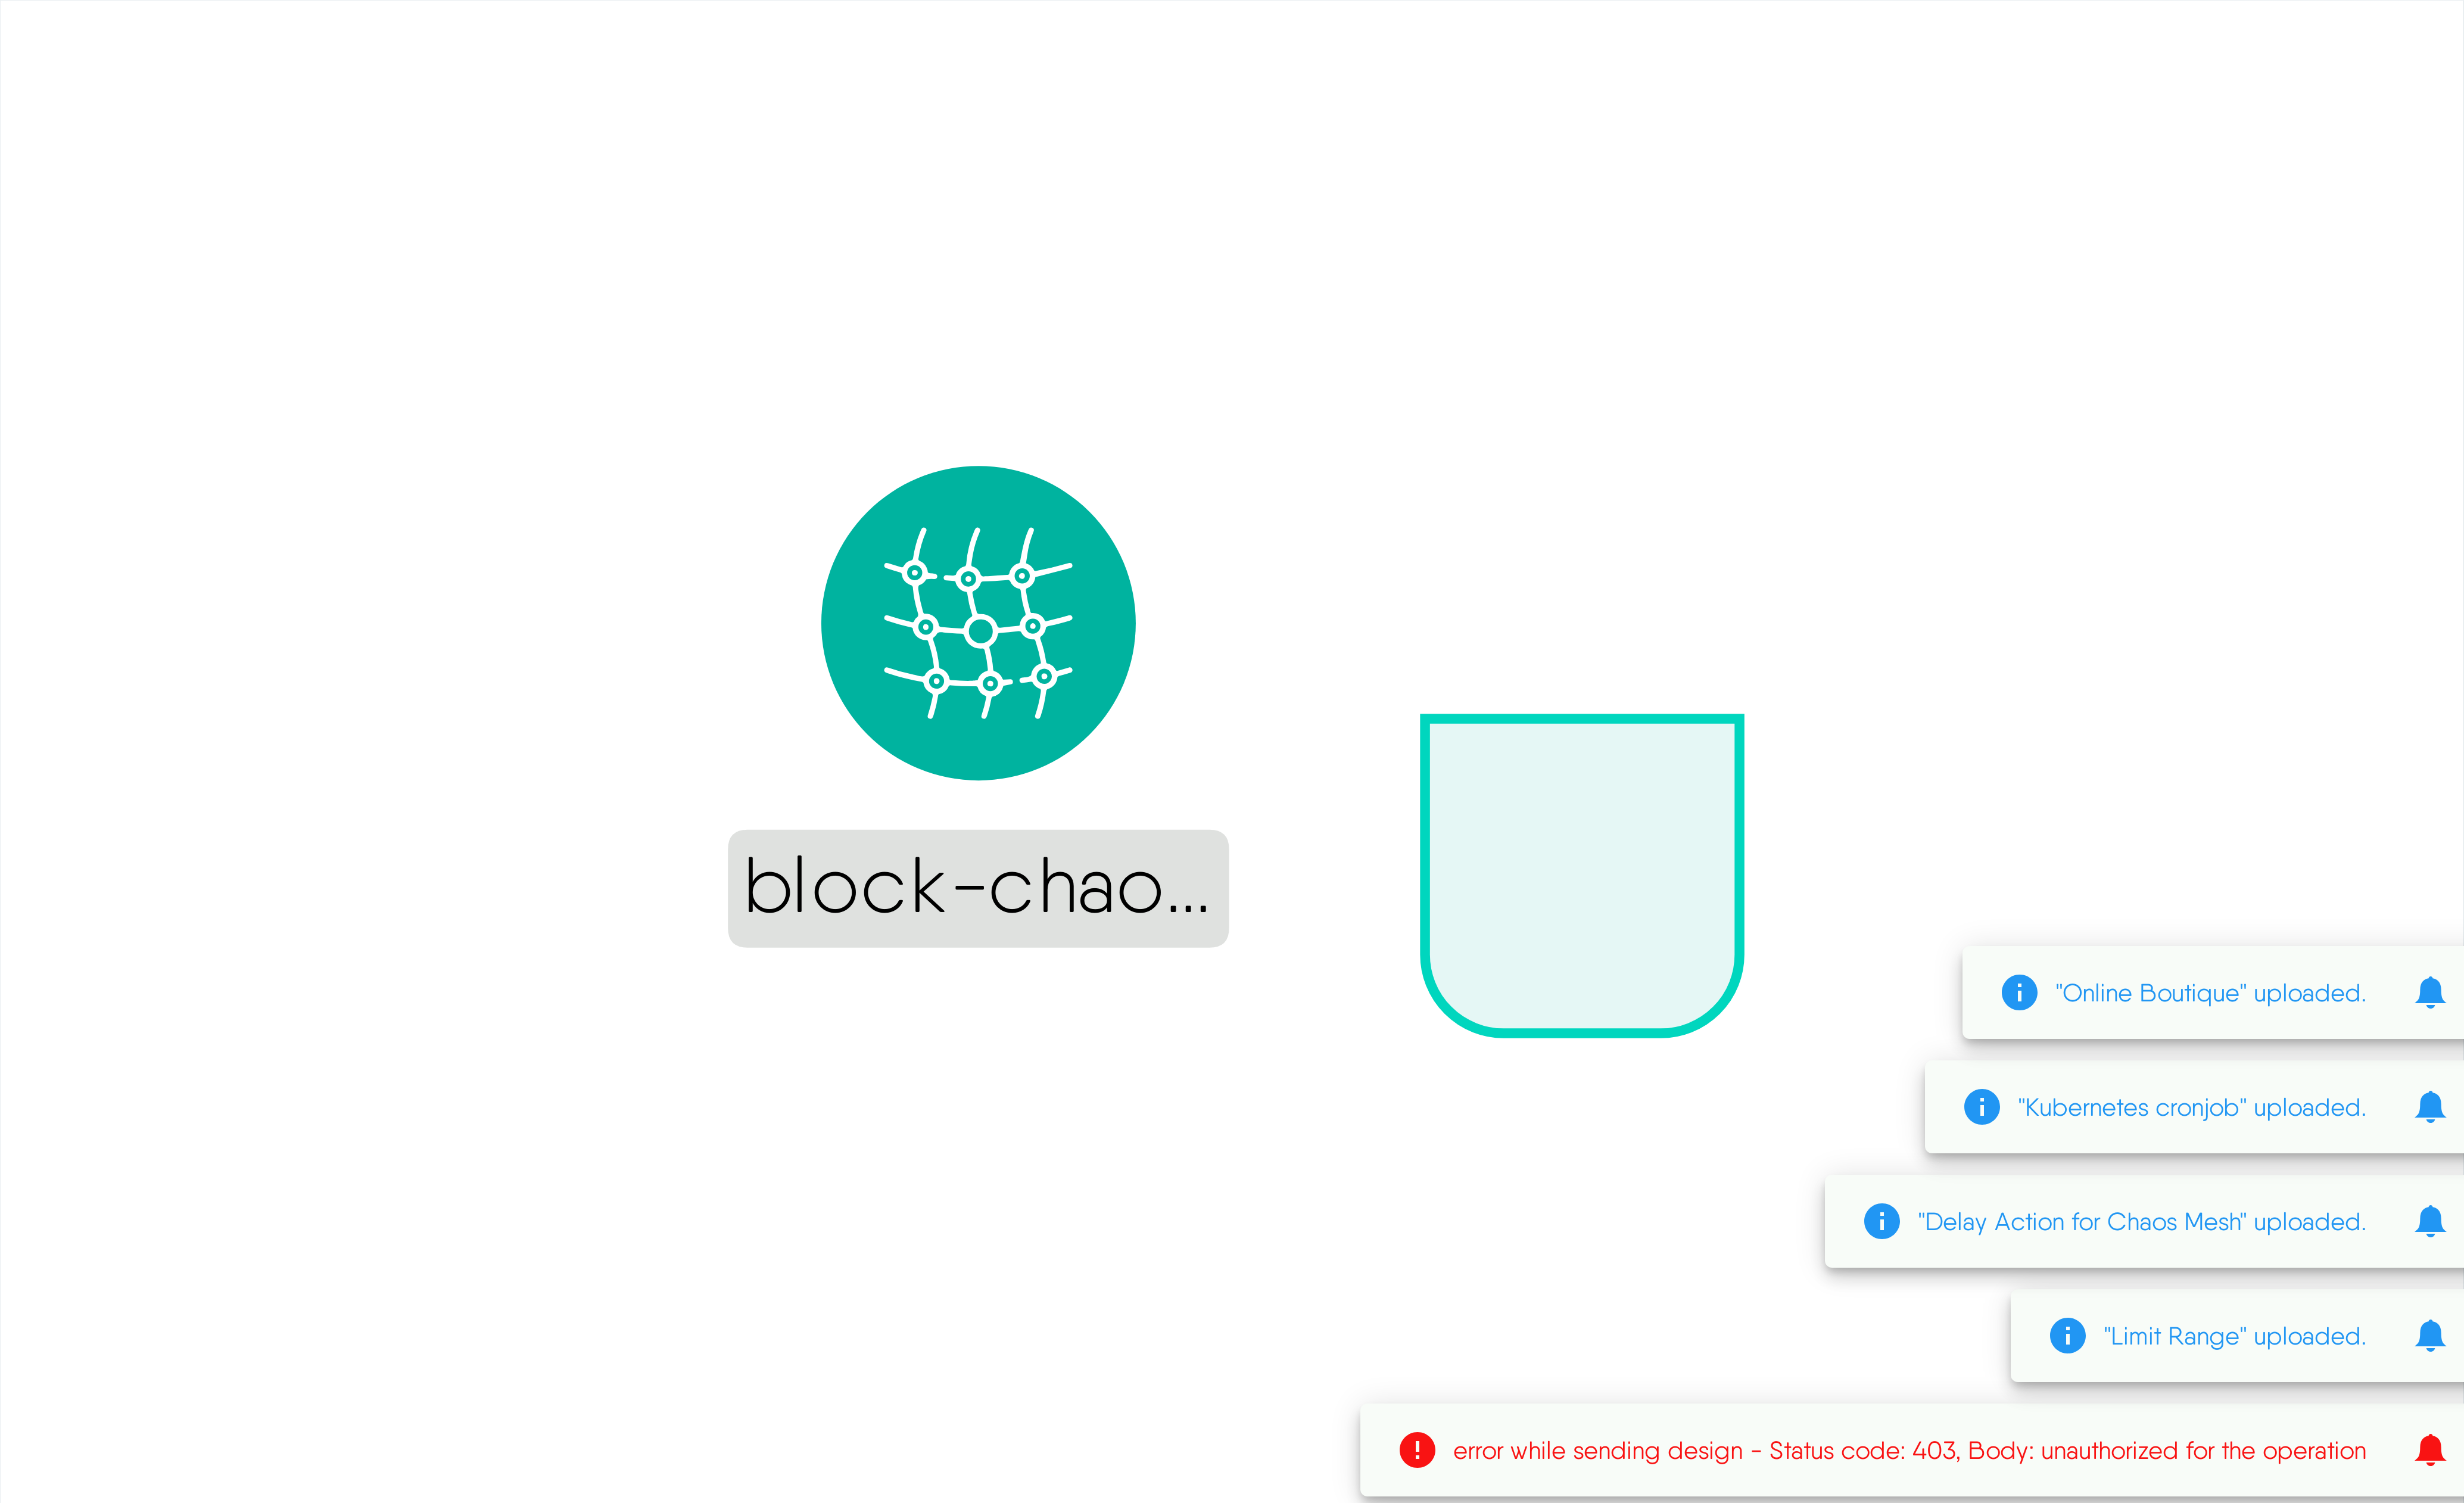 block-chao...
"Online Boutique" uploaded.
"Kubernetes cronjob" uploaded.
"Delay Action for Chaos Mesh" uploaded.
"Limit Range" uploaded.
error while sending design - Status code: 403, Body: unauthorized for the operation